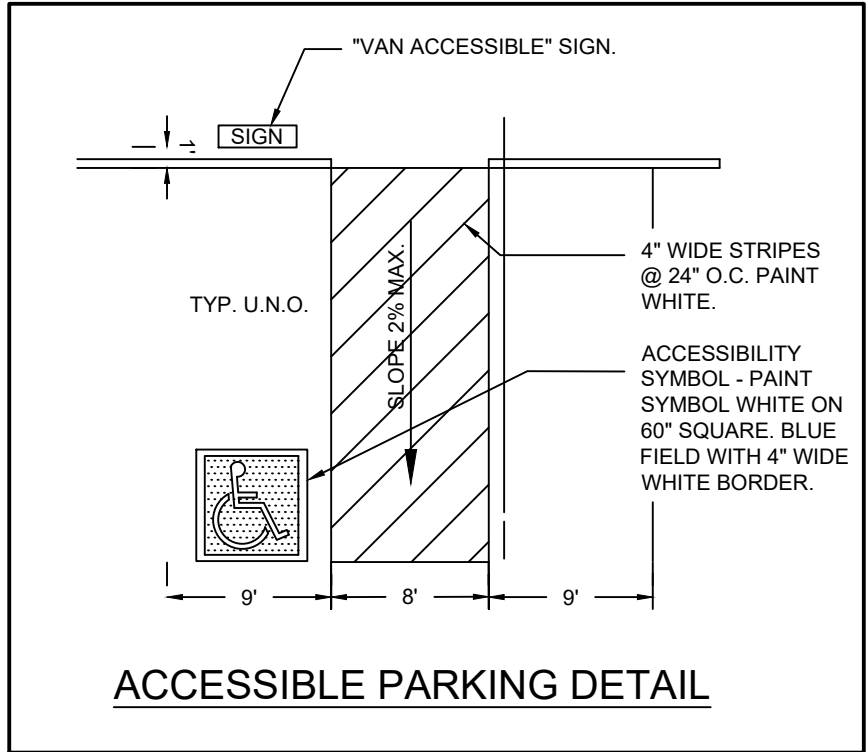 "VAN ACCESSIBLE" SIGN.
SIGN
1'
TYP. U.N.O.
SLOPE 2% MAX.
4" WIDE STRIPES
@ 24" O.C. PAINT
WHITE.
ACCESSIBILITY
SYMBOL - PAINT
SYMBOL WHITE ON
60" SQUARE. BLUE
FIELD WITH 4" WIDE
WHITE BORDER.
9'
8'
9'
ACCESSIBLE PARKING DETAIL